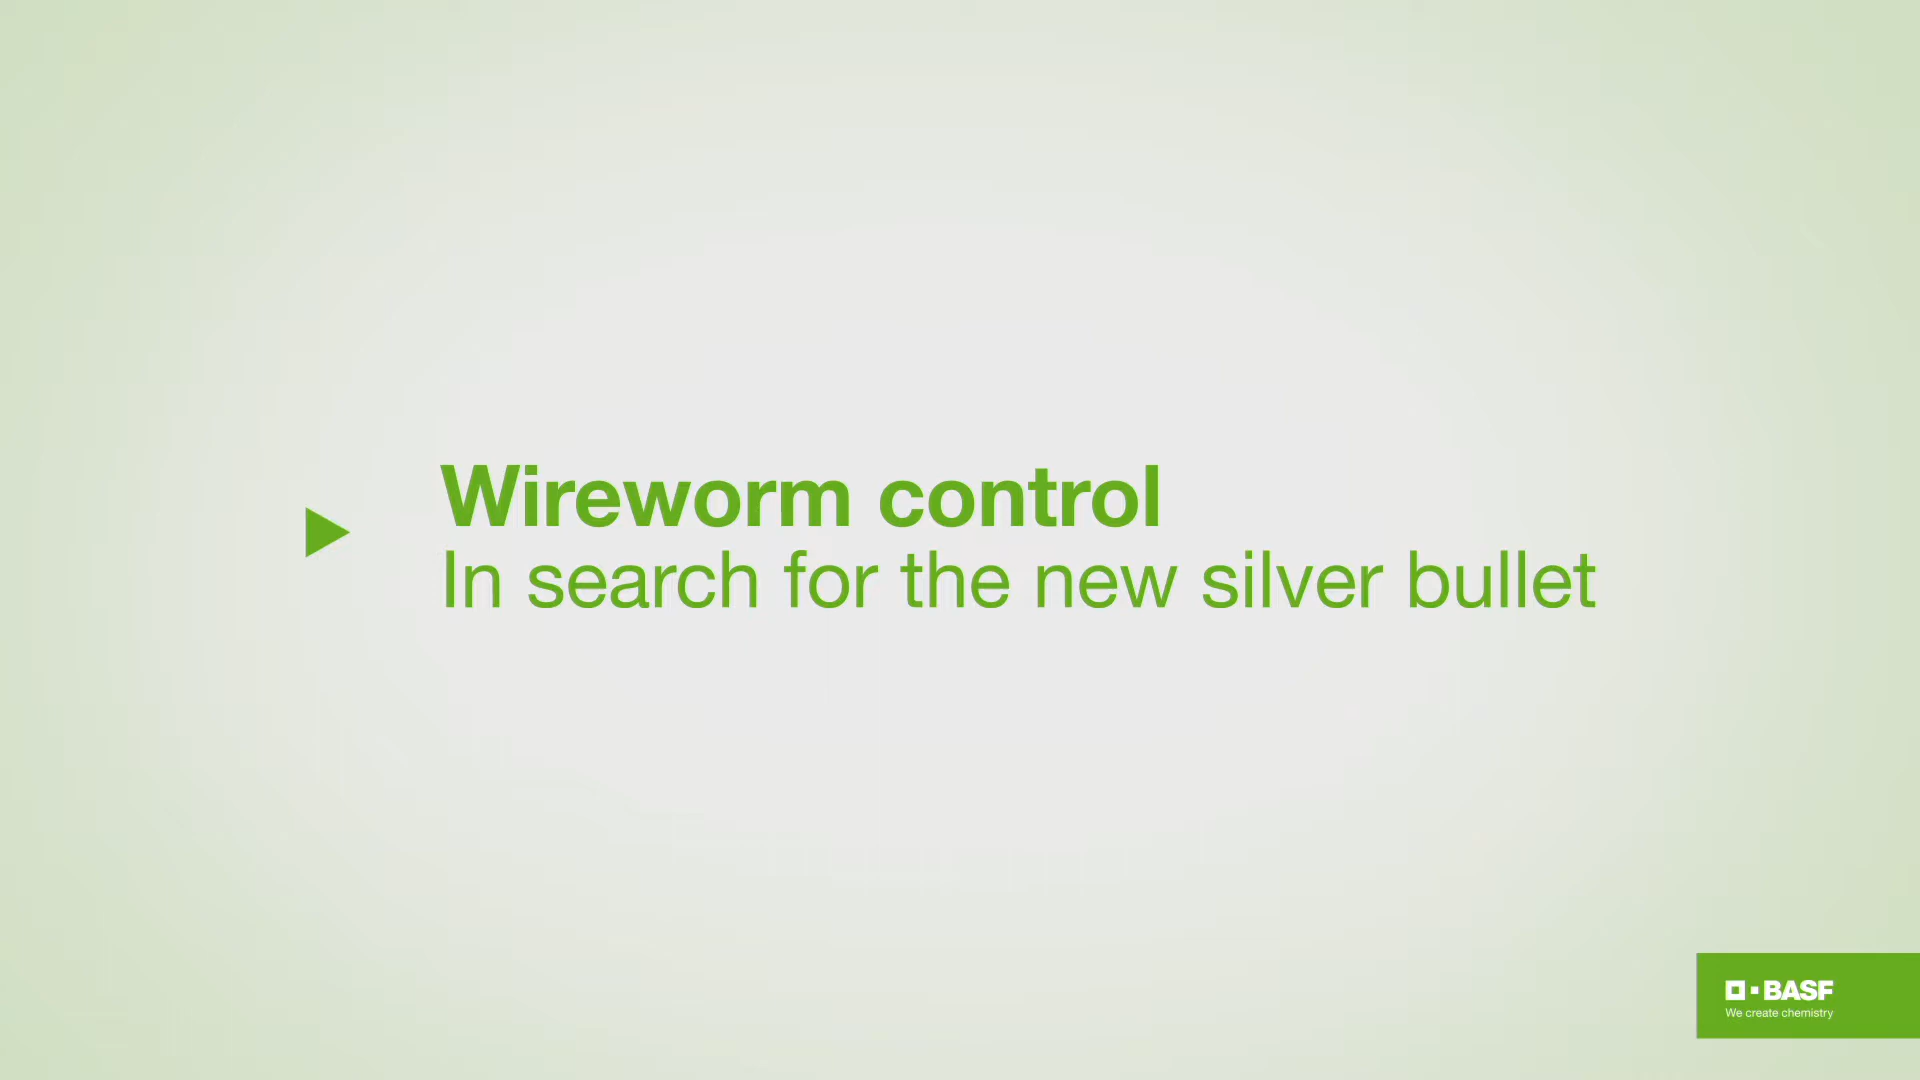 Wireworm control
In search for the new silver bullet
BASF
We create chemistry